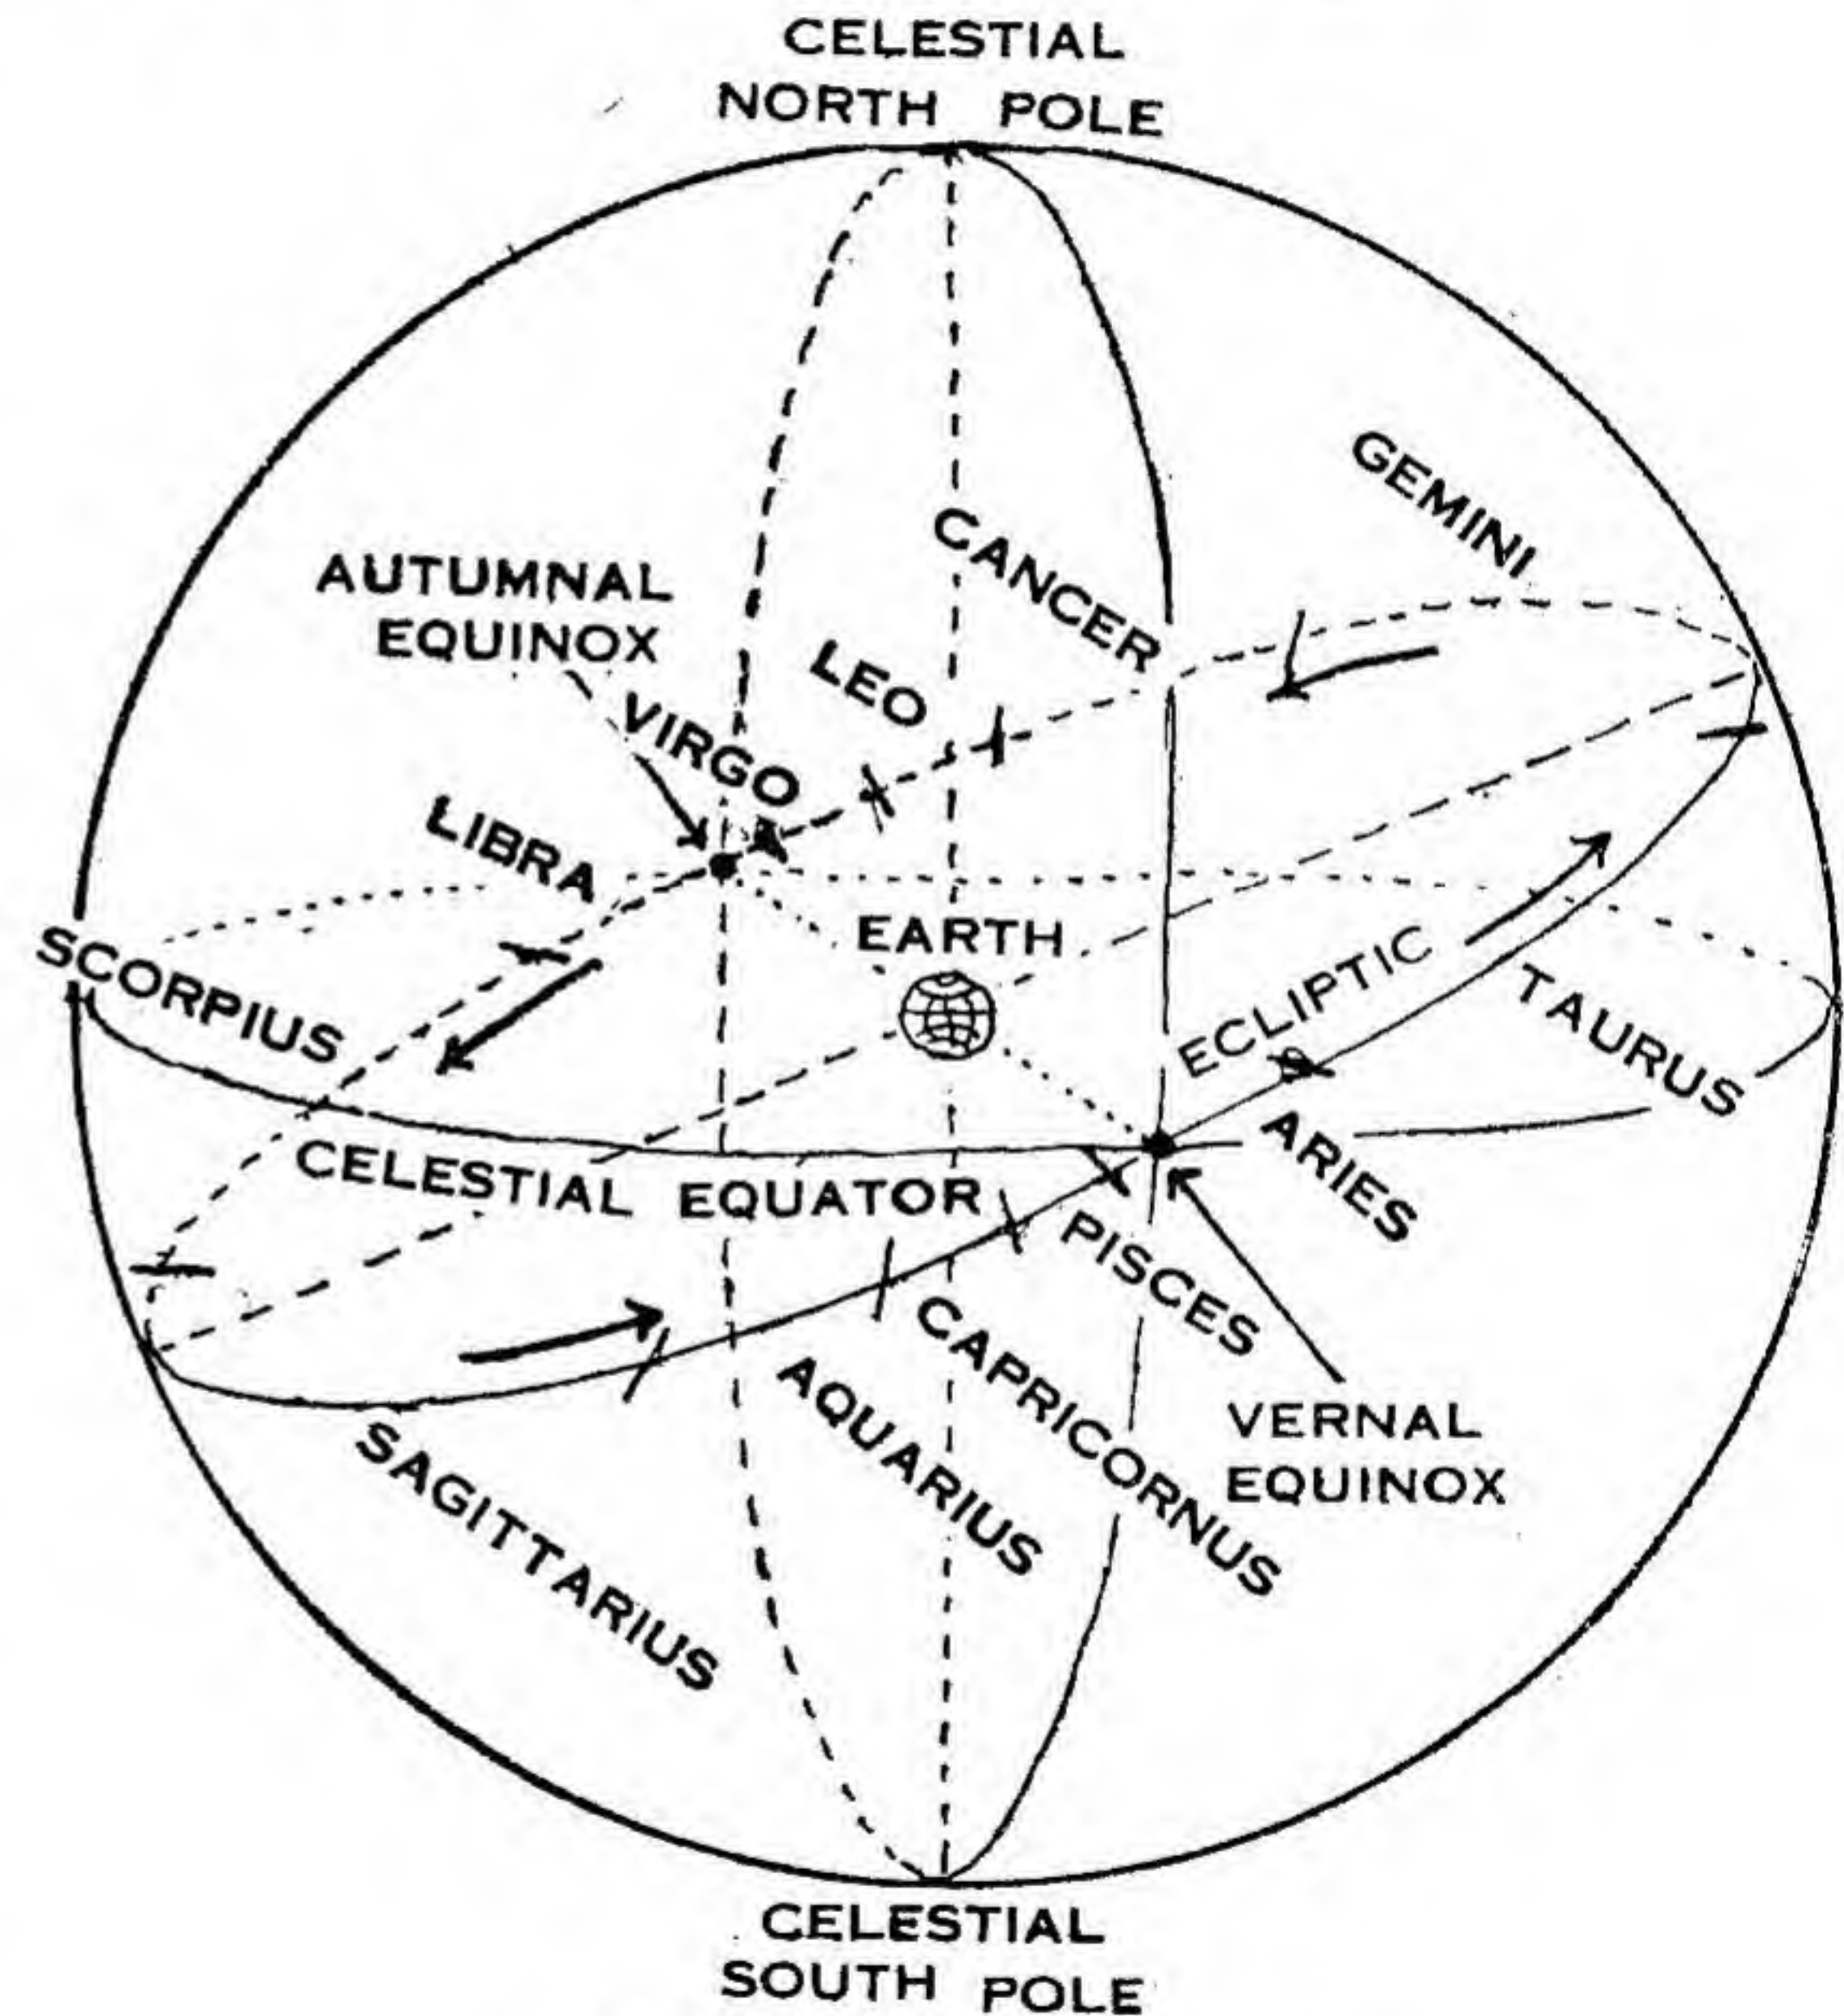 CELESTIAL
NORTH POLE
GEMINI
CANCER
AUTUMNAL
EQUINOX
LEO
VIRGO
LIBRA
EARTH
SCORPIUS
ECLIPTIC
TAURUS
ARIES
CELESTIAL EQUATOR
PISCES
CAPRICORNUS
AQUARIUS
VERNAL
EQUINOX
SAGITTARIUS
CELESTIAL
SOUTH POLE